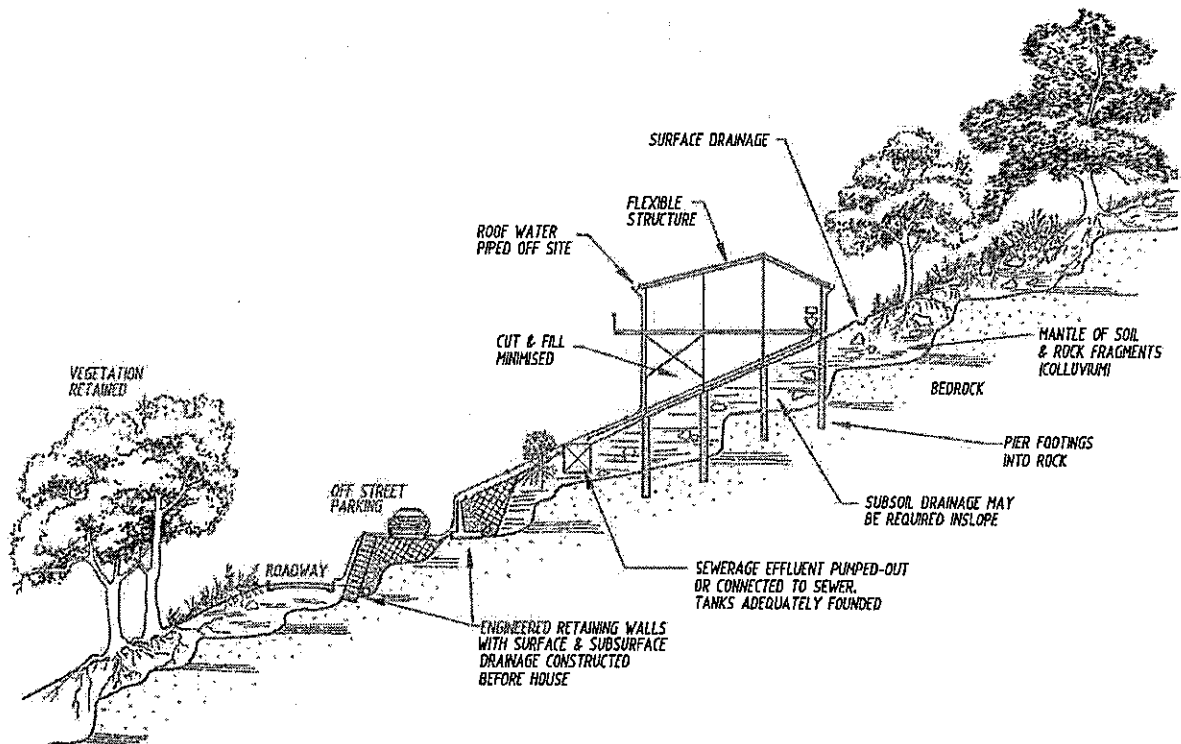 SURFACE DRAINAGE
FLEXIBLE
STRUCTURE
ROOF WATER
PIPED OFF SITE
CUT & FILL
MINIMISED
MANTLE OF SOIL
& ROCK FRAGMENTS
(COLLUVIUM)
VEGETATION
RETAINED
BEDROCK
PIER FOOTINGS
INTO ROCK
OFF STREET
PARKING
SUBSOIL DRAINAGE MAY
BE REQUIRED INSLOPE
ROADWAY
SEWERAGE EFFLUENT PUMPED-OUT
OR CONNECTED TO SEWER.
TANKS ADEQUATELY FOUNDED
ENGINEERED RETAINING WALLS
WITH SURFACE & SUBSURFACE
DRAINAGE CONSTRUCTED
BEFORE HOUSE